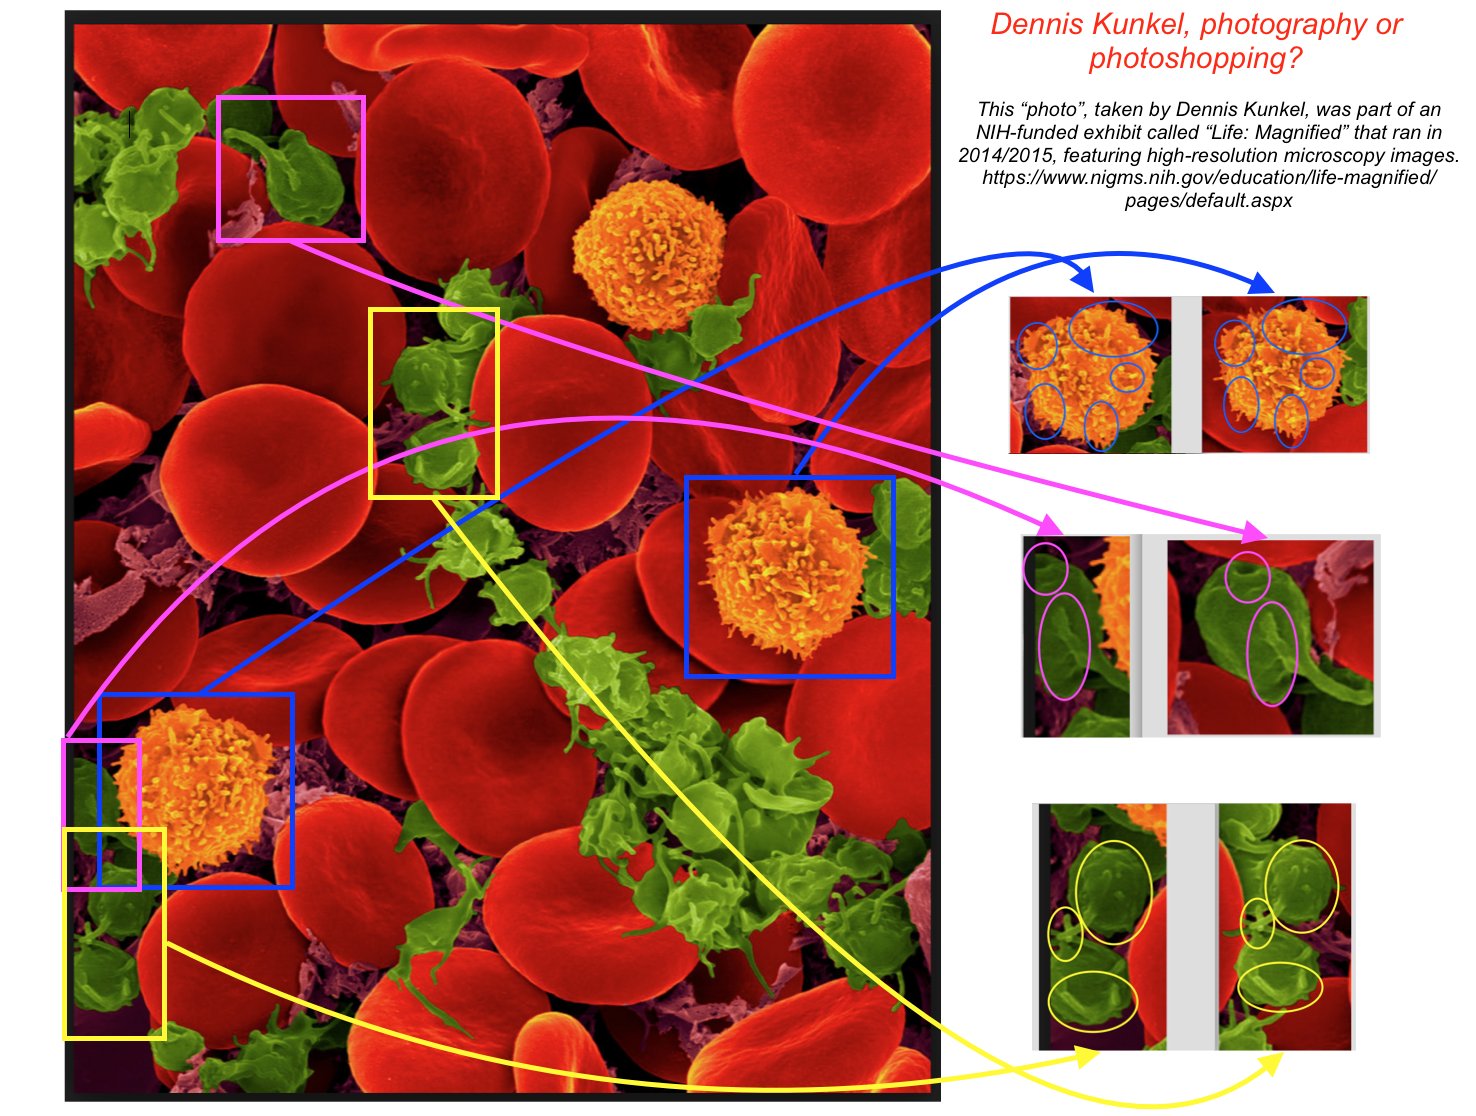 Dennis Kunkel, photography or
photoshopping?
This “photo”, taken by Dennis Kunkel, was part of an
NIH-funded exhibit called “Life: Magnified” that ran in
2014/2015, featuring high-resolution microscopy images.
https://www.nigms.nih.gov/education/life-magnified/
pages/default.aspx